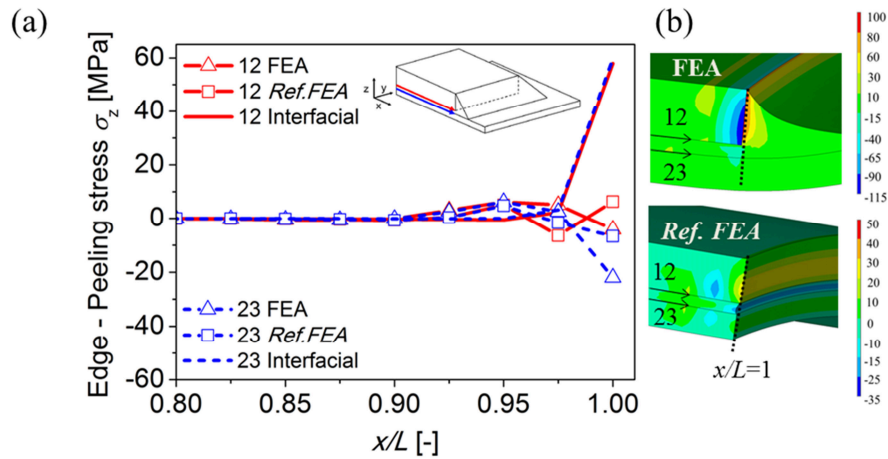 (a)
Edge - Peeling stress σz [MPa]
60
40
20
0
-20
-40
-60
12 FEA
12 Ref.FEA
12 Interfacial
z
y
x
23 FEA
23 Ref.FEA
23 Interfacial
0.80
0.85
0.90
0.95
1.00
x/L [-]
(b)
FEA
12
23
100
80
60
30
10
-15
-40
-65
-90
-115
Ref. FEA
12
23
x/L=1
50
40
30
20
10
0
-10
-15
-25
-35